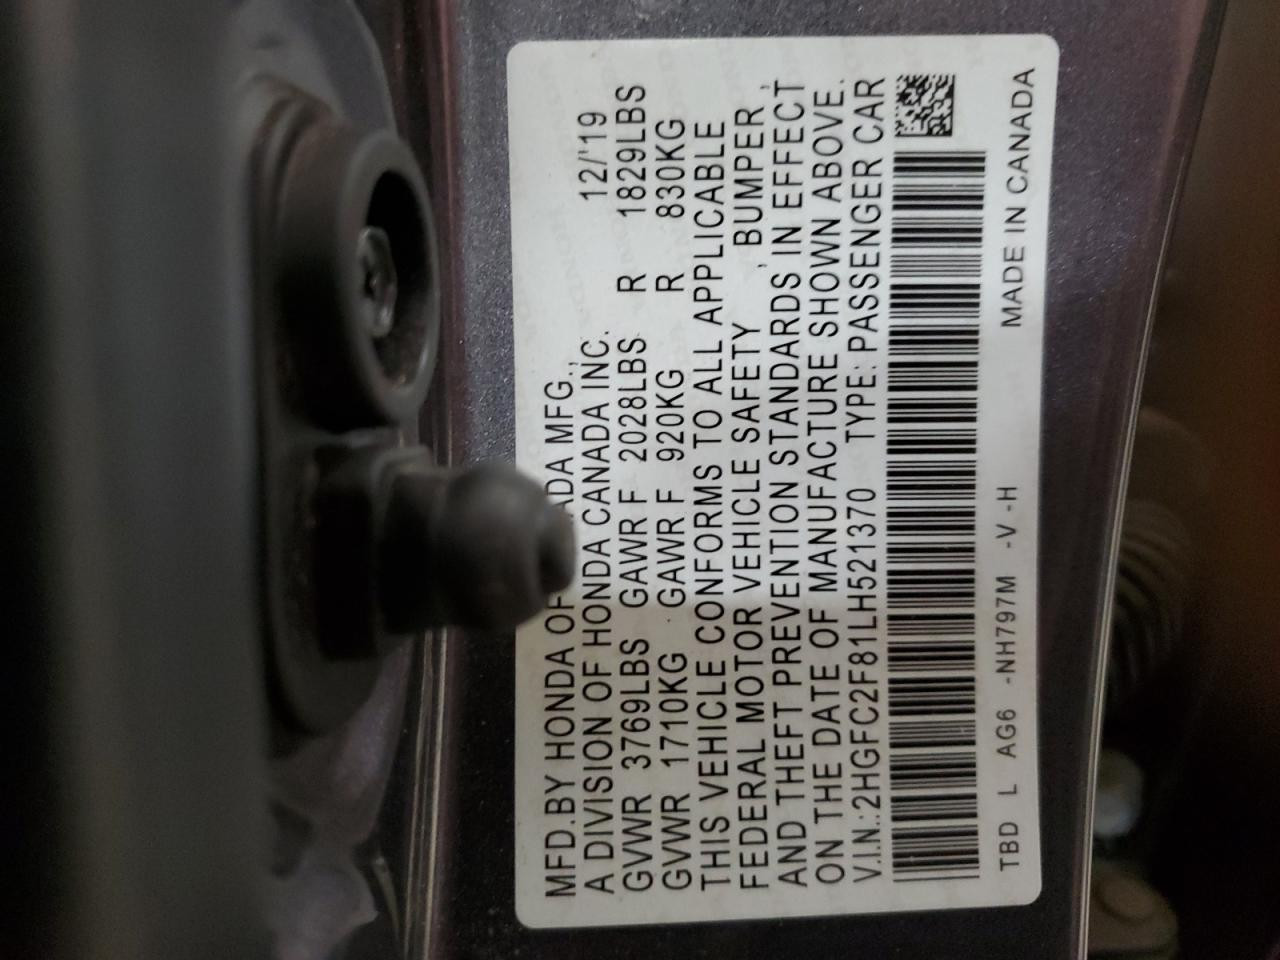 MFD.BY HONDA OF ADA MFG.,
A DIVISION OF HONDA CANADA INC. 12/'19
GVWR 3769LBS GAWR F 2028LBS R 1829LBS
GVWR 1710KG GAWR F 920KG R 830KG
THIS VEHICLE CONFORMS TO ALL APPLICABLE
FEDERAL MOTOR VEHICLE SAFETY , BUMPER ,
AND THEFT PREVENTION STANDARDS IN EFFECT
ON THE DATE OF MANUFACTURE SHOWN ABOVE.
V.I.N.:2HGFC2F81LH521370 TYPE: PASSENGER CAR
TBD L AG6 -NH797M -V -H MADE IN CANADA